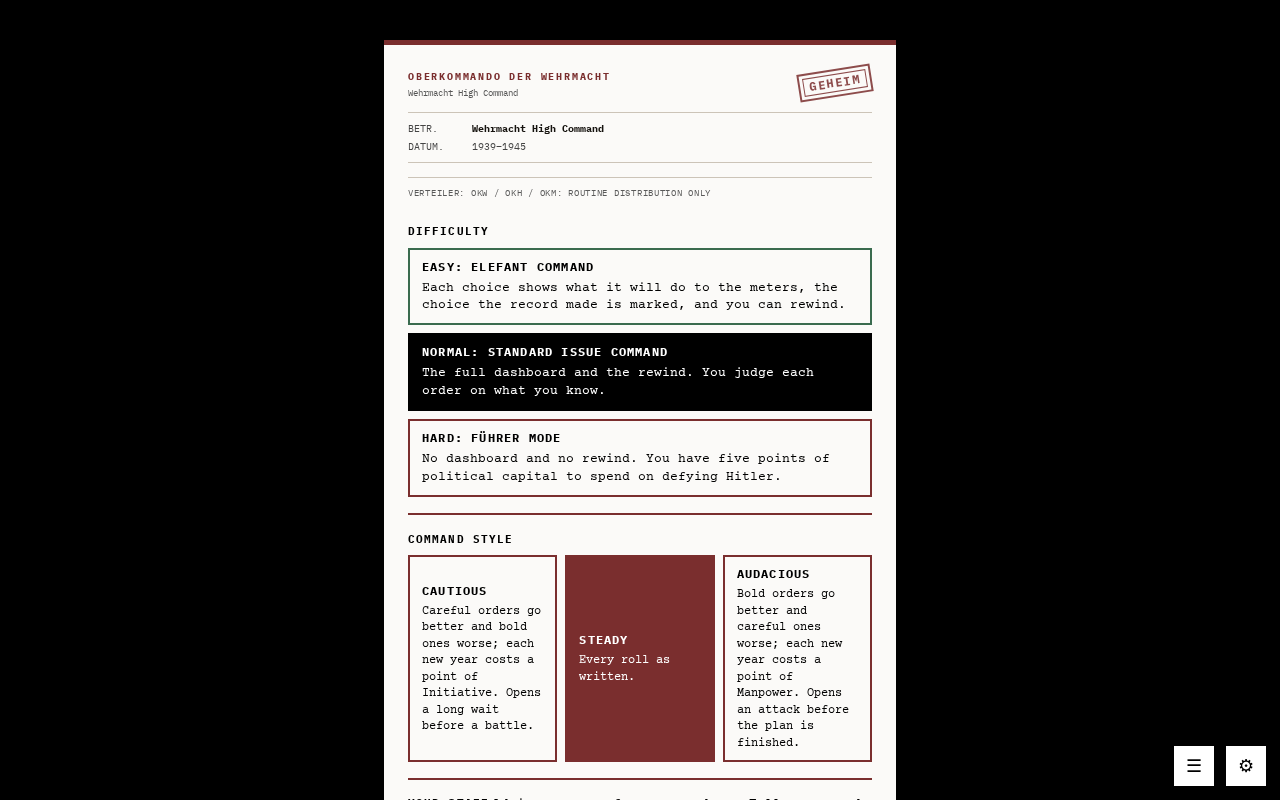 OBERKOMMANDO DER WEHRMACHT
Wehrmacht High Command
GEHEIM
BETR. Wehrmacht High Command
DATUM. 1939–1945
VERTEILER: OKW / OKH / OKM: ROUTINE DISTRIBUTION ONLY
DIFFICULTY
EASY: ELEFANT COMMAND
Each choice shows what it will do to the meters, the
choice the record made is marked, and you can rewind.
NORMAL: STANDARD ISSUE COMMAND
The full dashboard and the rewind. You judge each
order on what you know.
HARD: FÜHRER MODE
No dashboard and no rewind. You have five points of
political capital to spend on defying Hitler.
COMMAND STYLE
CAUTIOUS
Careful orders go
better and bold
ones worse; each
new year costs a
point of
Initiative. Opens
a long wait
before a battle.
STEADY
Every roll as
written.
AUDACIOUS
Bold orders go
better and
careful ones
worse; each new
year costs a
point of
Manpower. Opens
an attack before
the plan is
finished.